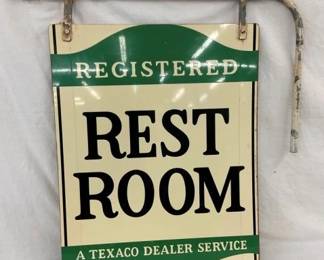 REGISTERED
REST
ROOM
A TEXACO DEALER SERVICE